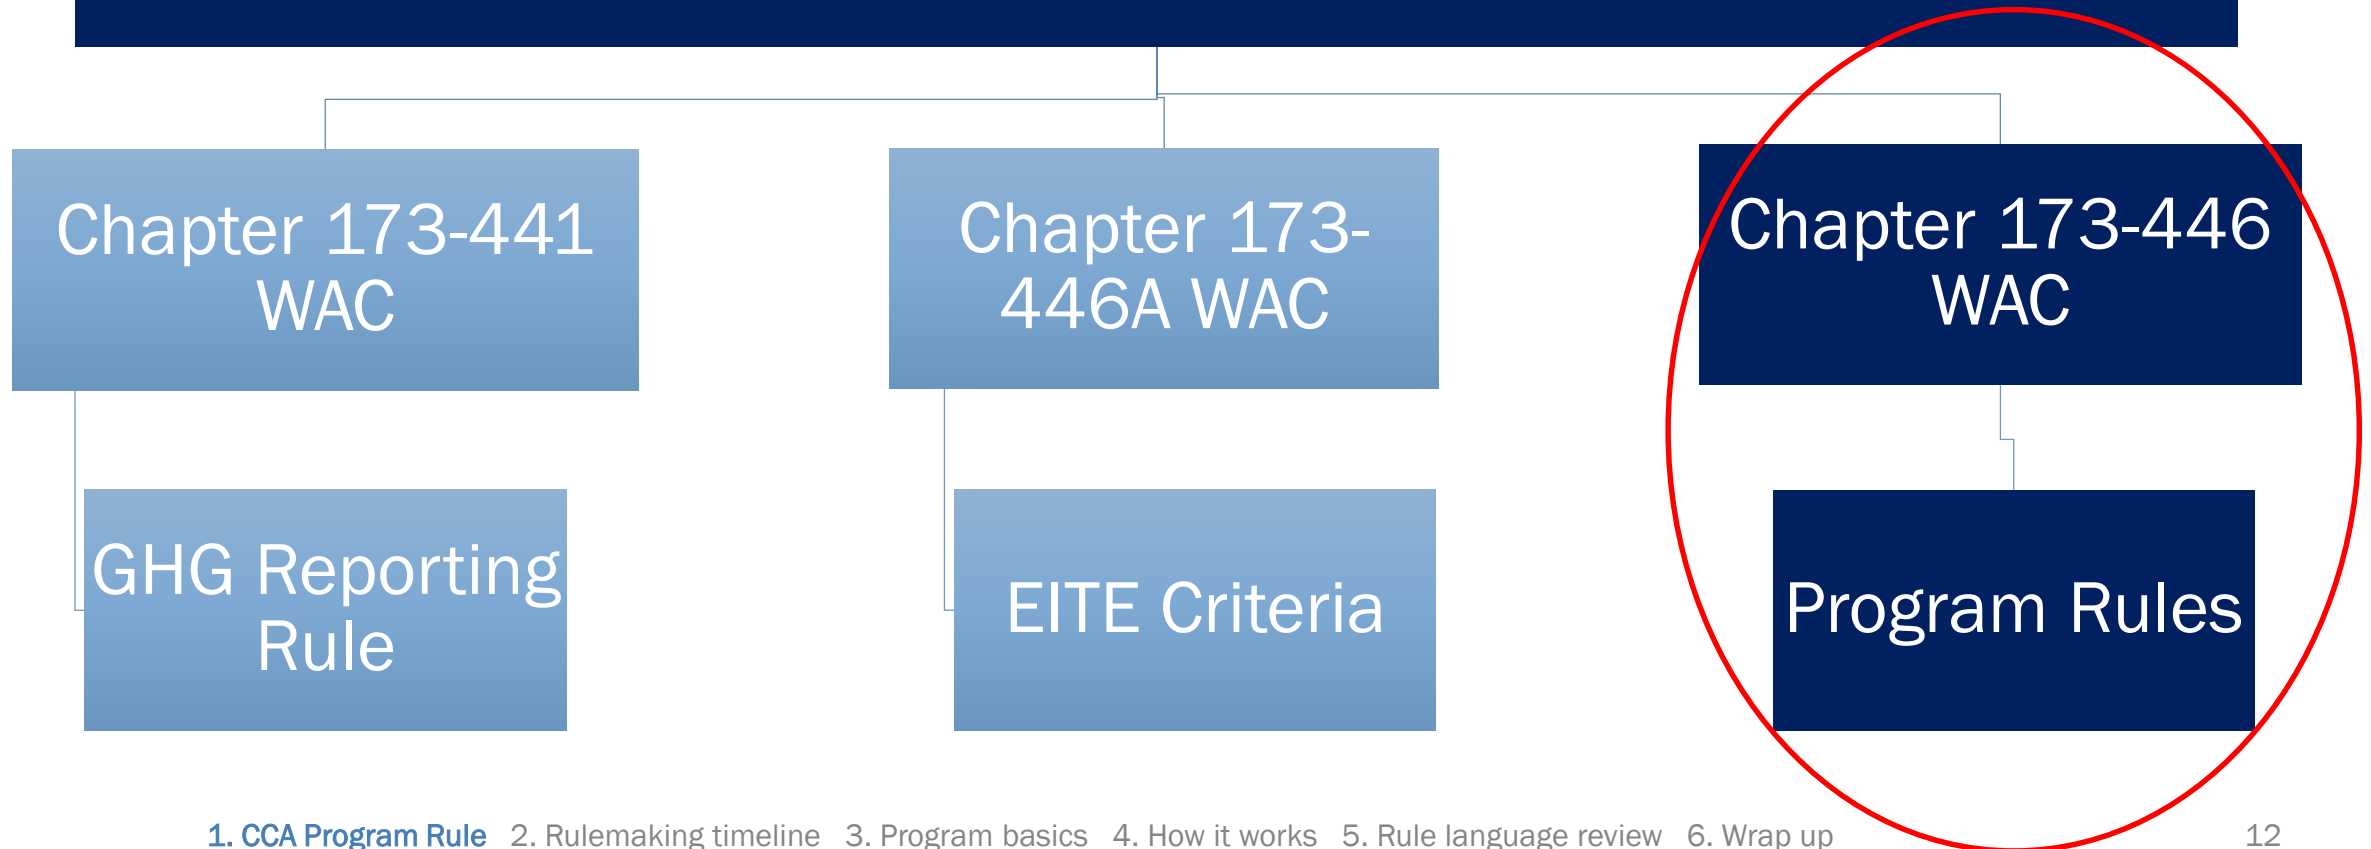 Chapter 173-441
WAC
Chapter 173-
446A WAC
Chapter 173-446
WAC
GHG Reporting
Rule
EITE Criteria
Program Rules
1. CCA Program Rule 2. Rulemaking timeline 3. Program basics 4. How it works 5. Rule language review 6. Wrap up
12